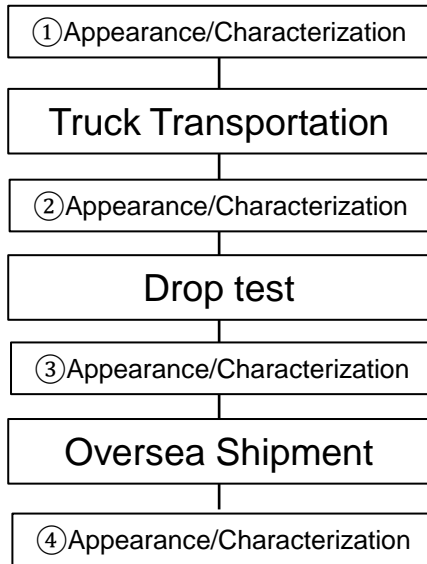 ①Appearance/Characterization
Truck Transportation
②Appearance/Characterization
Drop test
③Appearance/Characterization
Oversea Shipment
④Appearance/Characterization